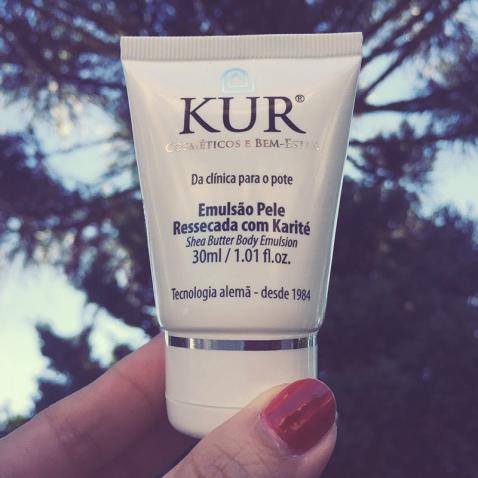 KUR®
Cosméticos e Bem-Estar
Da clínica para o pote
Emulsão Pele
Ressecada com Karité
Shea Butter Body Emulsion
30ml / 1.01 fl.oz.
Tecnologia alemã - desde 1984